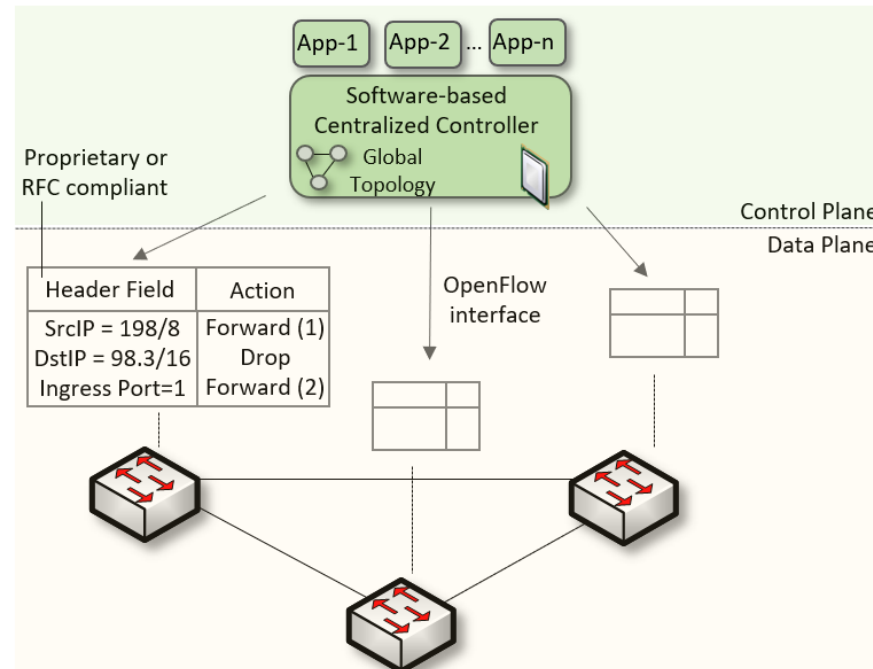 App-1 App-2 ... App-n
Software-based
Centralized Controller
Global
Topology
Proprietary or
RFC compliant
Control Plane
Data Plane
Header Field Action
SrcIP = 198/8 Forward (1)
DstIP = 98.3/16 Drop
Ingress Port=1 Forward (2)
OpenFlow
interface